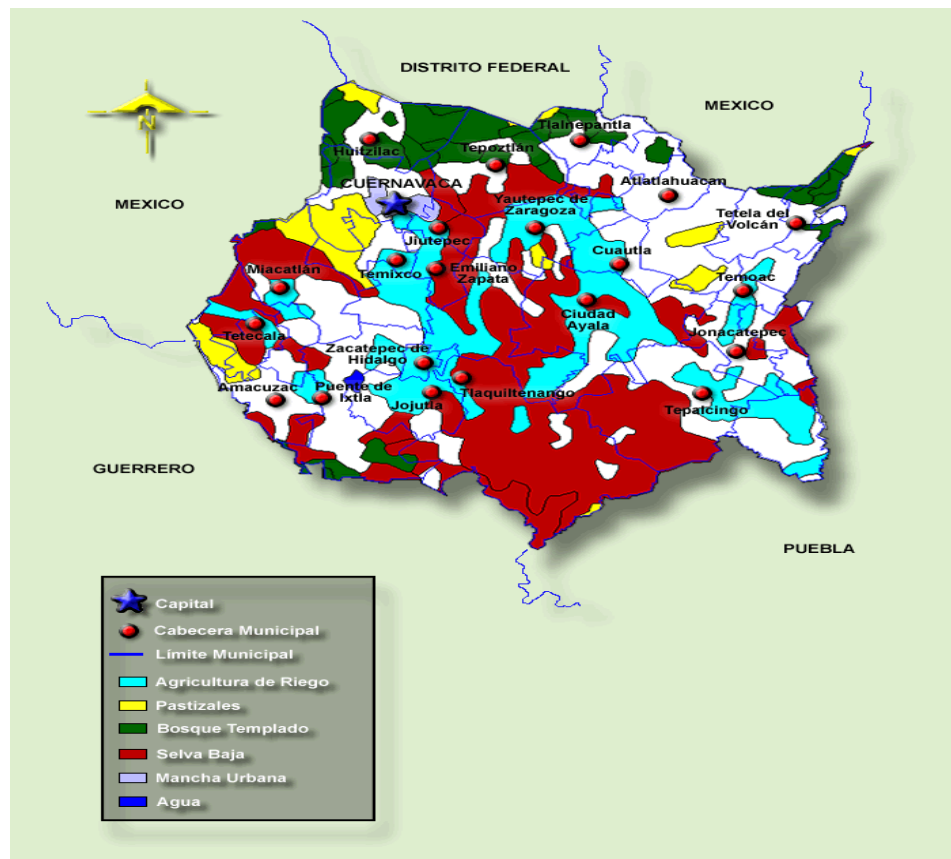 DISTRITO FEDERAL
MEXICO
N
Tlalnepantla
Huitzilac
Tepoztlán
CUERNAVACA
Atlatlahuacan
MEXICO
Yautepec de
Zaragoza
Tetela del
Volcán
Jiutepec
Cuautla
Miacatlán
Temixco
Emiliano
Zapata
Temoac
Ciudad
Ayala
Tetecala
Jonacatepec
Zacatepec de
Hidalgo
Amacuzac
Puente de
Ixtla
Jojutla
Tlaquiltenango
Tepalcingo
GUERRERO
PUEBLA
Capital
Cabecera Municipal
Límite Municipal
Agricultura de Riego
Pastizales
Bosque Templado
Selva Baja
Mancha Urbana
Agua